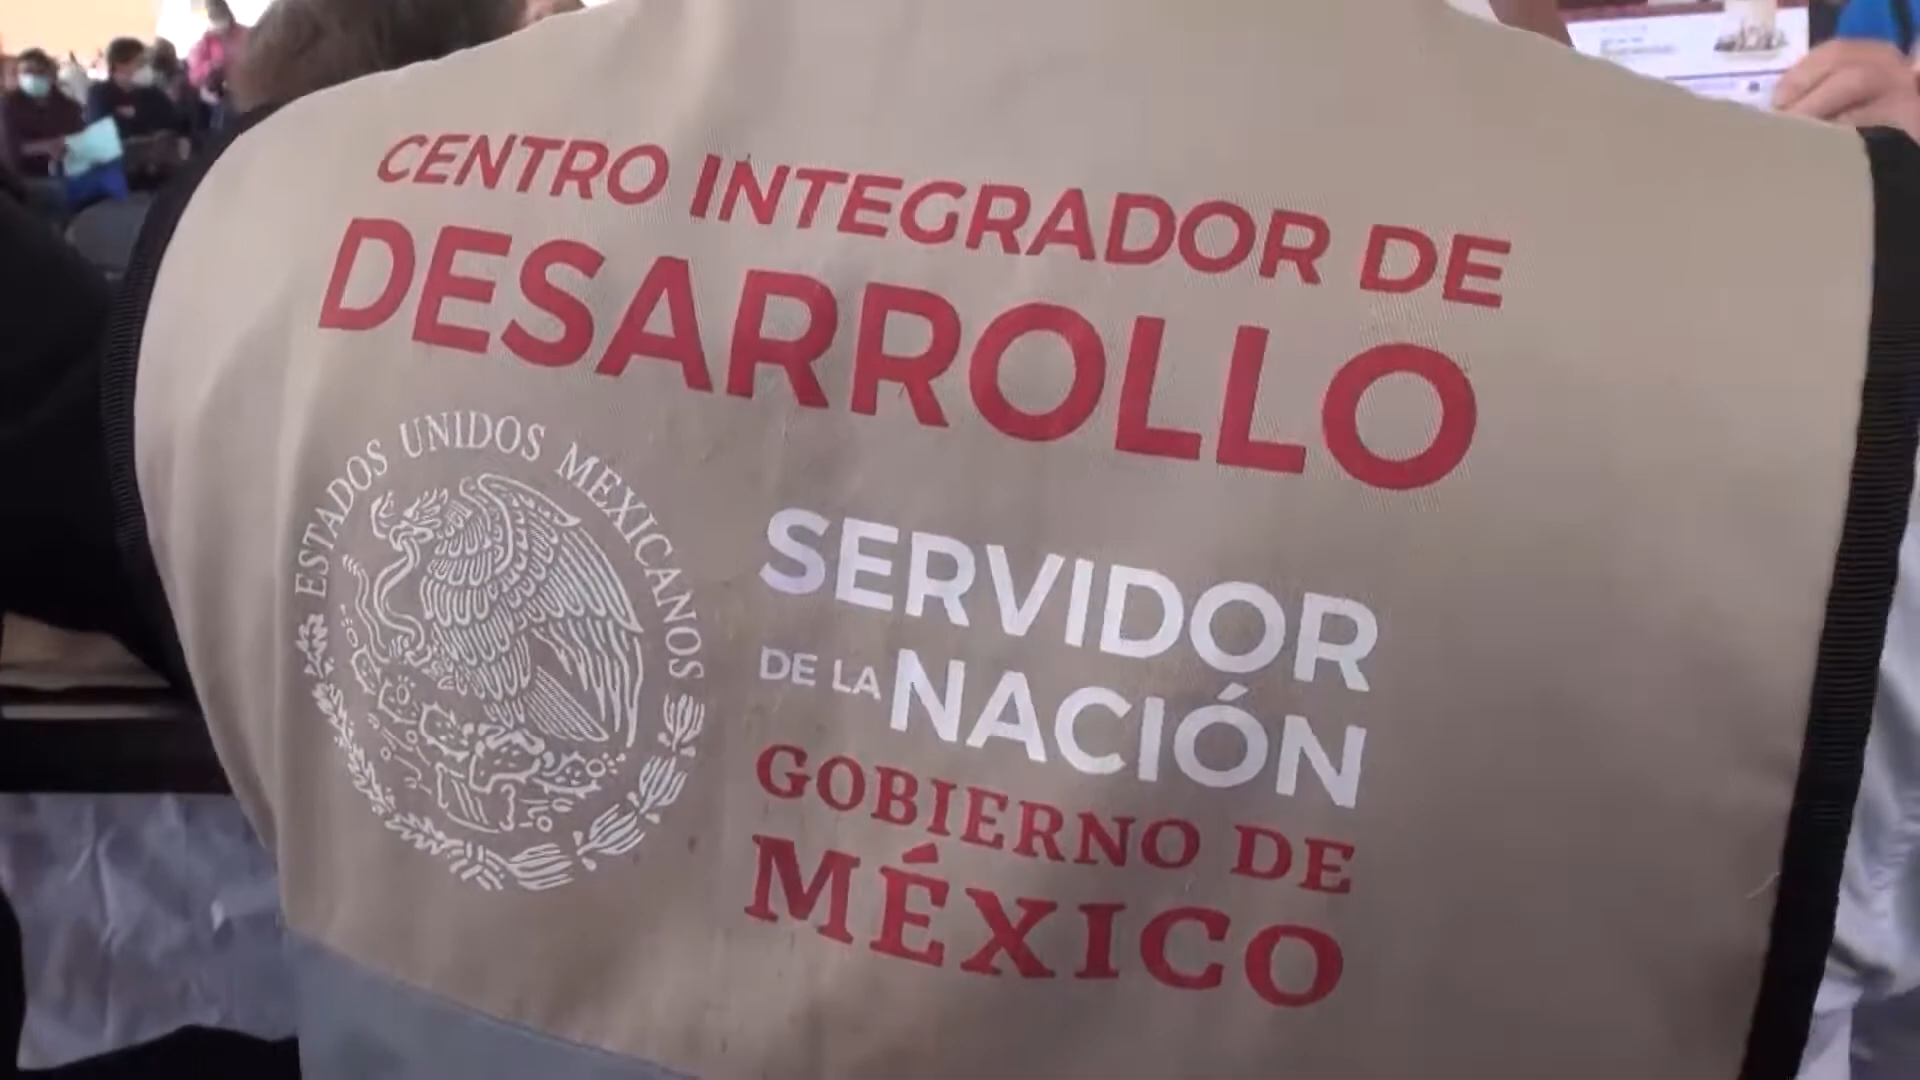 CENTRO INTEGRADOR DE
DESARROLLO
ESTADOS UNIDOS MEXICANOS
SERVIDOR
DE LA NACIÓN
GOBIERNO DE
MÉXICO